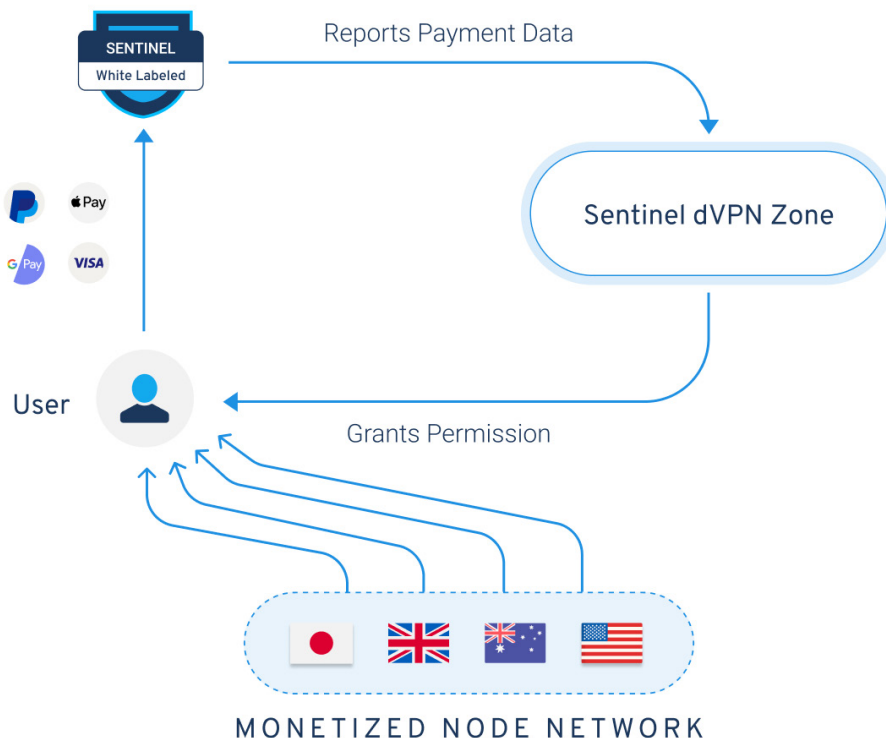 SENTINEL
White Labeled
Reports Payment Data
Pay
G Pay
VISA
Sentinel dVPN Zone
User
Grants Permission
MONETIZED NODE NETWORK